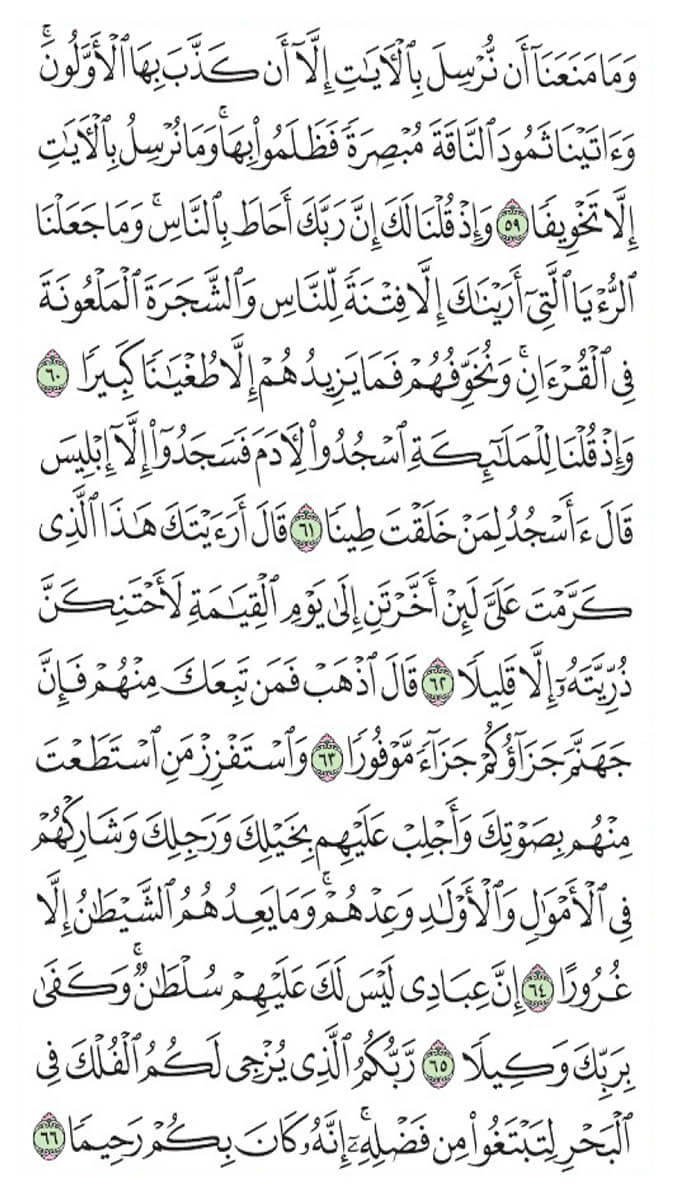 وَمَا مَنَعَنَآ أَن نُّرْسِلَ بِٱلْأَيَٰتِ إِلَّآ أَن كَذَّبَ بِهَا ٱلْأَوَّلُونَۚ
وَءَاتَيْنَا ثَمُودَ ٱلنَّاقَةَ مُبْصِرَةً فَظَلَمُوا۟ بِهَاۚ وَمَا نُرْسِلُ بِٱلْأَيَٰتِ
إِلَّا تَخْوِيفًا ٥٩ وَإِذْ قُلْنَا لَكَ إِنَّ رَبَّكَ أَحَاطَ بِٱلنَّاسِۚ وَمَا جَعَلْنَا
ٱلرُّءْيَا ٱلَّتِىٓ أَرَيْنَٰكَ إِلَّا فِتْنَةً لِّلنَّاسِ وَٱلشَّجَرَةَ ٱلْمَلْعُونَةَ
فِى ٱلْقُرْءَانِۚ وَنُخَوِّفُهُمْ فَمَا يَزِيدُهُمْ إِلَّا طُغْيَٰنًا كَبِيرًا ٦٠
وَإِذْ قُلْنَا لِلْمَلَٰٓئِكَةِ ٱسْجُدُوا۟ لِأَدَمَ فَسَجَدُوٓا۟ إِلَّآ إِبْلِيسَ
قَالَ ءَأَسْجُدُ لِمَنْ خَلَقْتَ طِينًا ٦١ قَالَ أَرَءَيْتَكَ هَٰذَا ٱلَّذِى
كَرَّمْتَ عَلَىَّ لَئِنْ أَخَّرْتَنِ إِلَىٰ يَوْمِ ٱلْقِيَٰمَةِ لَأَحْتَنِكَنَّ
ذُرِّيَّتَهُۥٓ إِلَّا قَلِيلًا ٦٢ قَالَ ٱذْهَبْ فَمَن تَبِعَكَ مِنْهُمْ فَإِنَّ
جَهَنَّمَ جَزَآؤُكُمْ جَزَآءً مَّوْفُورًا ٦٣ وَٱسْتَفْزِزْ مَنِ ٱسْتَطَعْتَ
مِنْهُم بِصَوْتِكَ وَأَجْلِبْ عَلَيْهِم بِخَيْلِكَ وَرَجِلِكَ وَشَارِكْهُمْ
فِى ٱلْأَمْوَٰلِ وَٱلْأَوْلَٰدِ وَعِدْهُمْۚ وَمَا يَعِدُهُمُ ٱلشَّيْطَٰنُ إِلَّا
غُرُورًا ٦٤ إِنَّ عِبَادِى لَيْسَ لَكَ عَلَيْهِمْ سُلْطَٰنٌۚ وَكَفَىٰ
بِرَبِّكَ وَكِيلًا ٦٥ رَّبُّكُمُ ٱلَّذِى يُزْجِى لَكُمُ ٱلْفُلْكَ فِى
ٱلْبَحْرِ لِتَبْتَغُوا۟ مِن فَضْلِهِۦٓۚ إِنَّهُۥ كَانَ بِكُمْ رَحِيمًا ٦٦